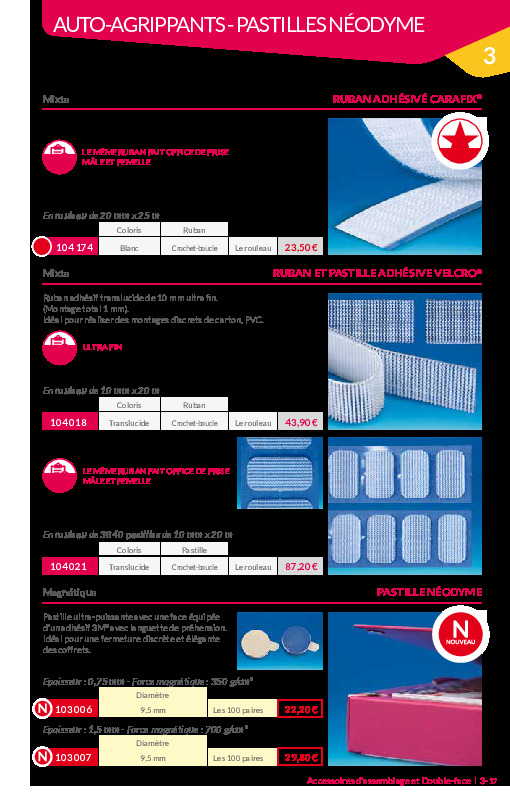 AUTO-AGRIPPANTS - PASTILLES NÉODYME
3
Mixte
RUBAN ADHÉSIVÉ CARAFIX®
LE MÊME RUBAN FAIT OFFICE DE PRISE
MÂLE ET FEMELLE
En rouleau de 20 mm x 25 m
Coloris Ruban
104174 Blanc Crochet-boucle Le rouleau 23,50 €
Mixte
RUBAN ET PASTILLE ADHÉSIVE VELCRO®
Ruban adhésif translucide de 10 mm ultra fin.
(Montage total 1 mm).
Idéal pour réaliser des montages discrets de carton, PVC.
ULTRA FIN
En rouleau de 10 mm x 20 m
Coloris Ruban
104018 Translucide Crochet-boucle Le rouleau 43,90 €
LE MÊME RUBAN FAIT OFFICE DE PRISE
MÂLE ET FEMELLE
En rouleau de 3840 pastilles de 10 mm x 20 m
Coloris Pastille
104021 Translucide Crochet-boucle Le rouleau 87,20 €
Magnétique
PASTILLE NÉODYME
Pastille ultra-puissante avec une face équipée
d'un adhésif 3M® avec languette de préhension.
Idéal pour une fermeture discrète et élégante
des coffrets.
N
NOUVEAU
Epaisseur : 0,75 mm - Force magnétique : 350 g/cm²
Diamètre
N 103006 9,5 mm Les 100 paires
Epaisseur : 1,5 mm - Force magnétique : 700 g/cm²
Diamètre
N 103007 9,5 mm Les 100 paires
Accessoires d'assemblage et Double-face | 3-17